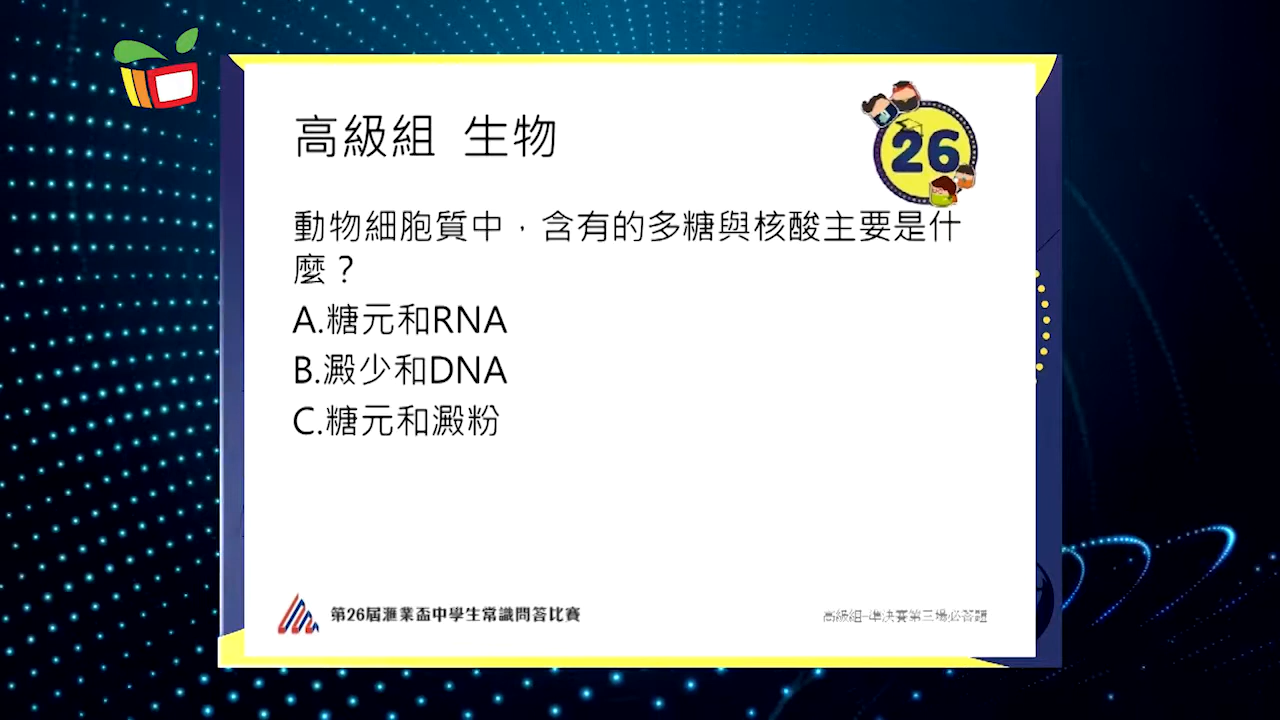 高級組 生物
26
動物細胞質中，含有的多糖與核酸主要是什
麼？
A.糖元和RNA
B.澱少和DNA
C.糖元和澱粉
第26屆滙業盃中學生常識問答比賽
高級組-準決賽第三場必答題